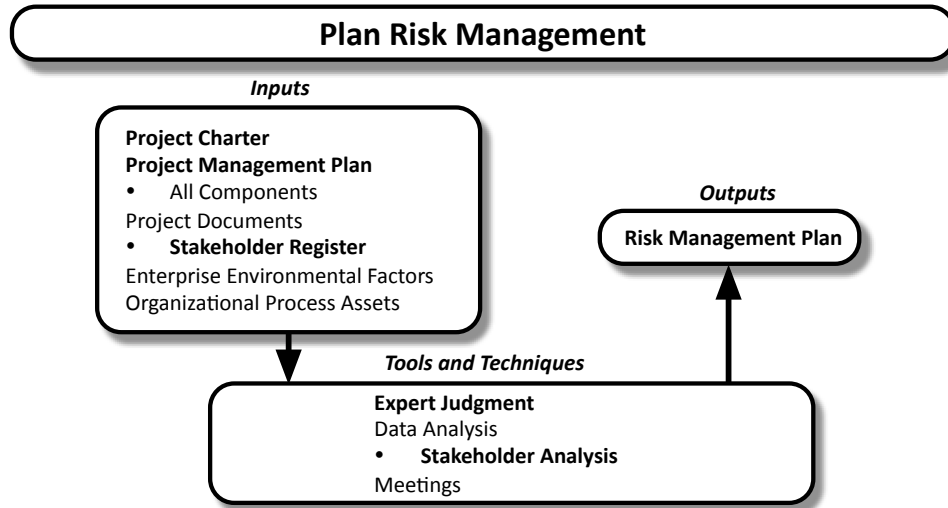 Plan Risk Management
Inputs
Project Charter
Project Management Plan
• All Components
Project Documents
• Stakeholder Register
Enterprise Environmental Factors
Organizational Process Assets
Outputs
Risk Management Plan
Tools and Techniques
Expert Judgment
Data Analysis
• Stakeholder Analysis
Meetings